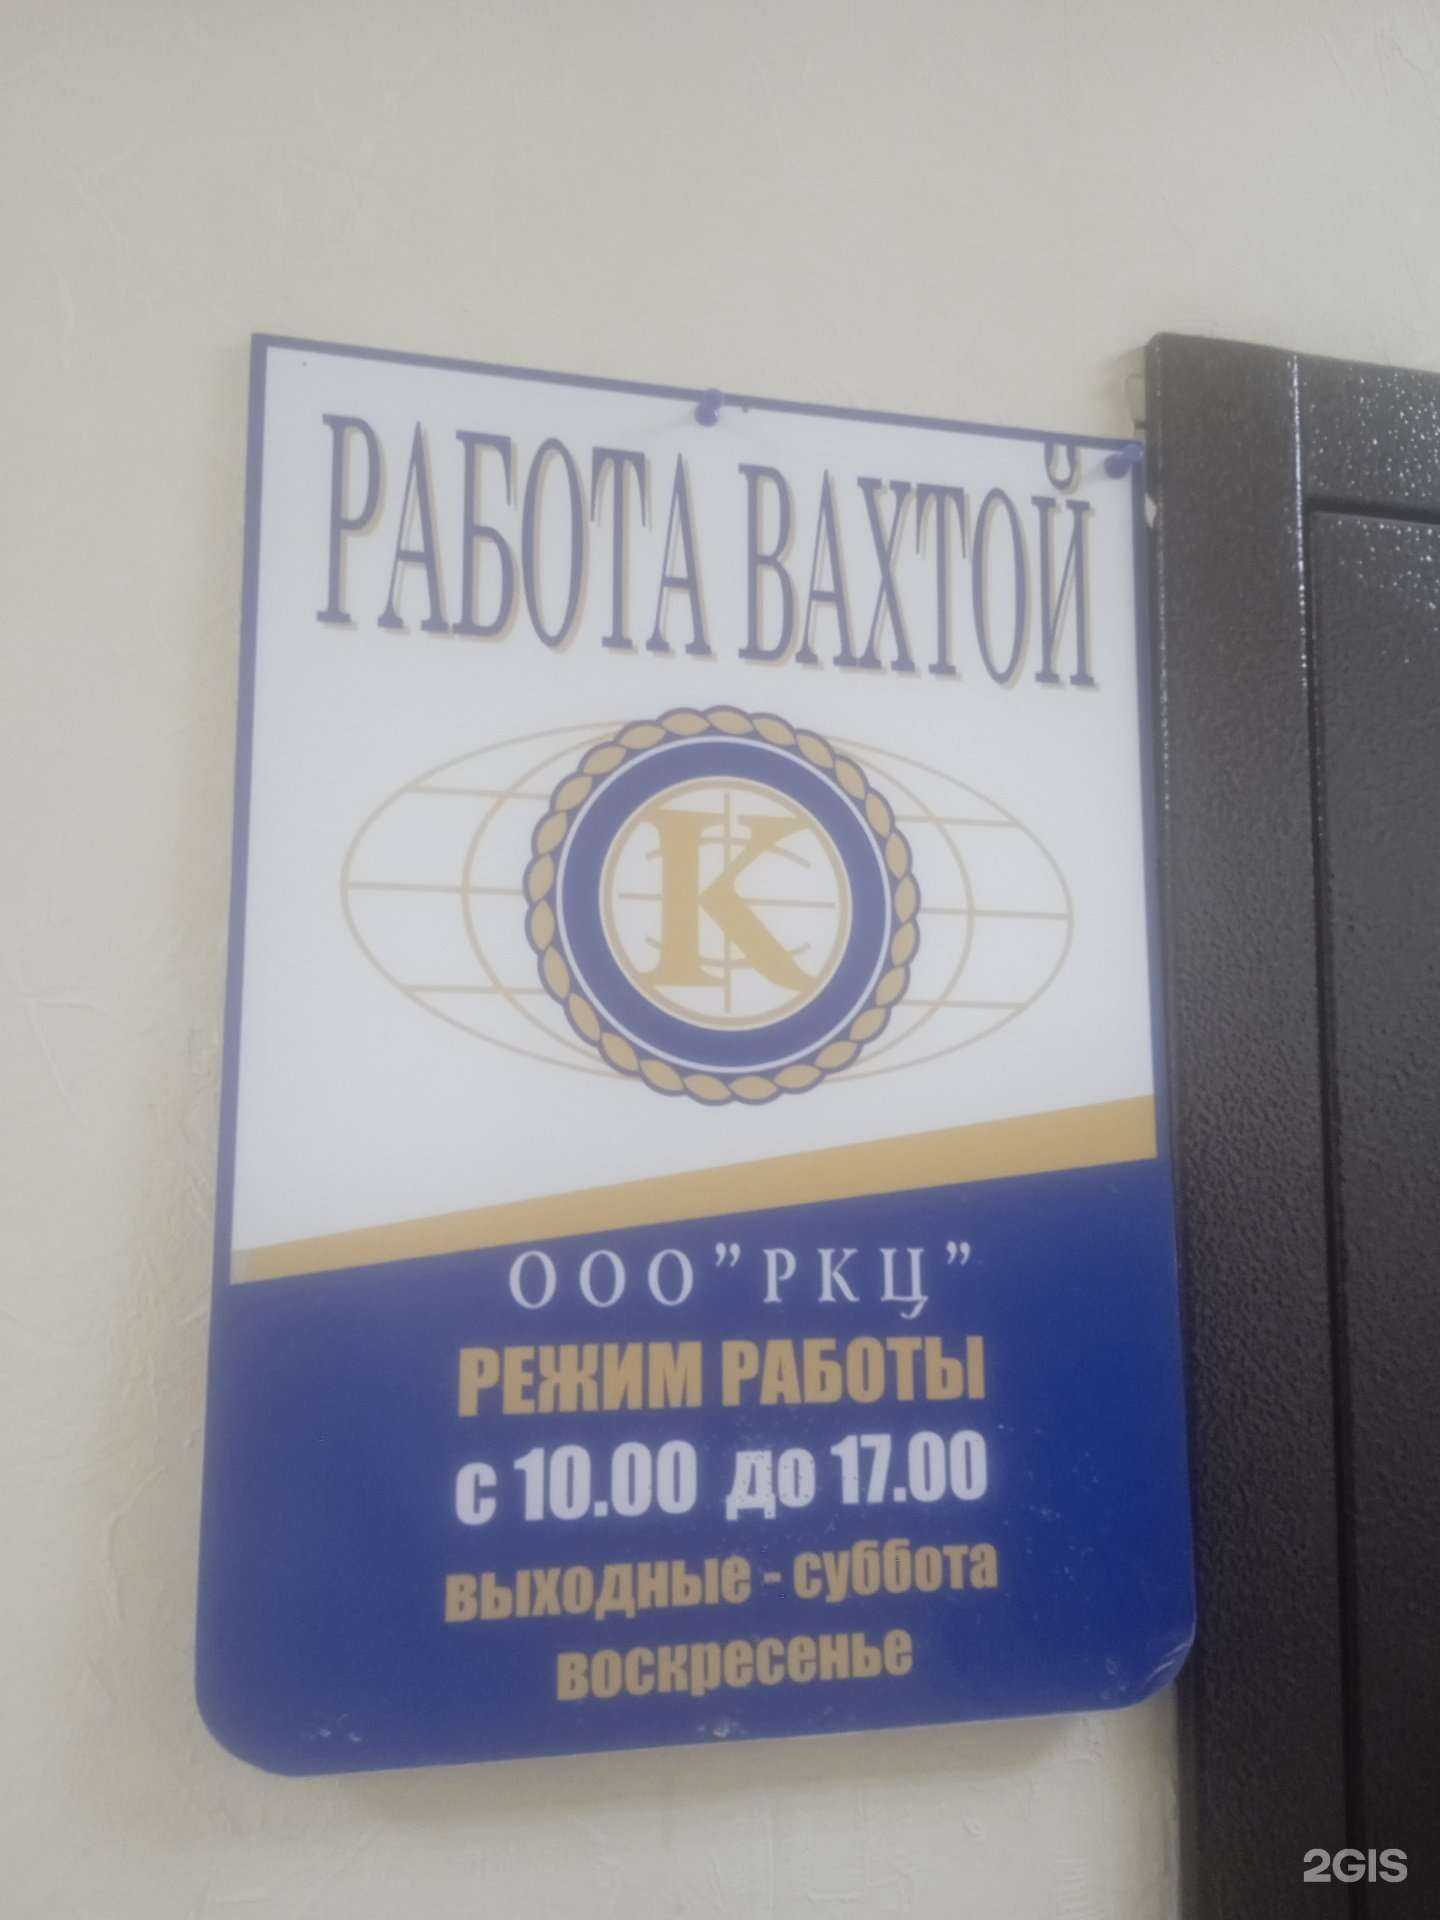 РАБОТА ВАХТОЙ
К
ООО "РКЦ"
РЕЖИМ РАБОТЫ
с 10.00 до 17.00
выходные - суббота
воскресенье
2GIS